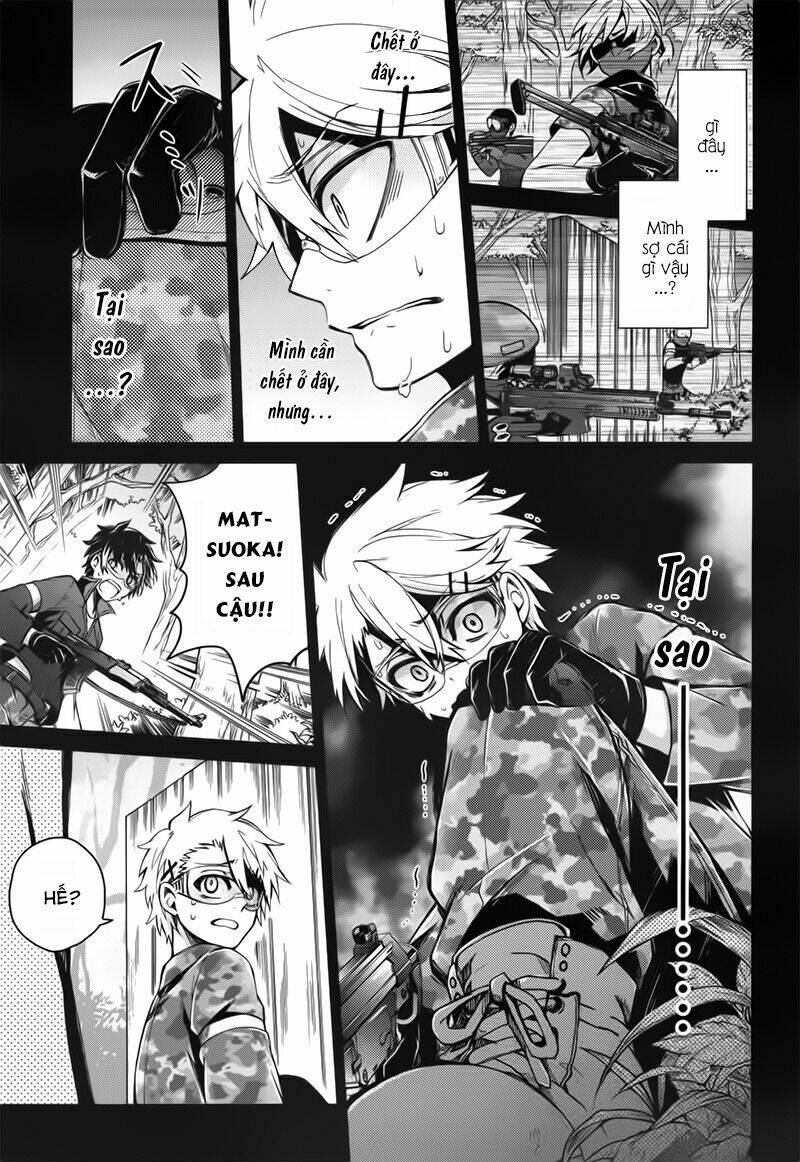 gì
đây
...
Mình
sợ cái
gì vậy
...?
Chết ở
đây...
Mình cần
chết ở đây,
nhưng...
ス
Tại
sao
...?
Tại
sao
MAT-
SUOKA!
SAU
CẬU!!
HẾ?